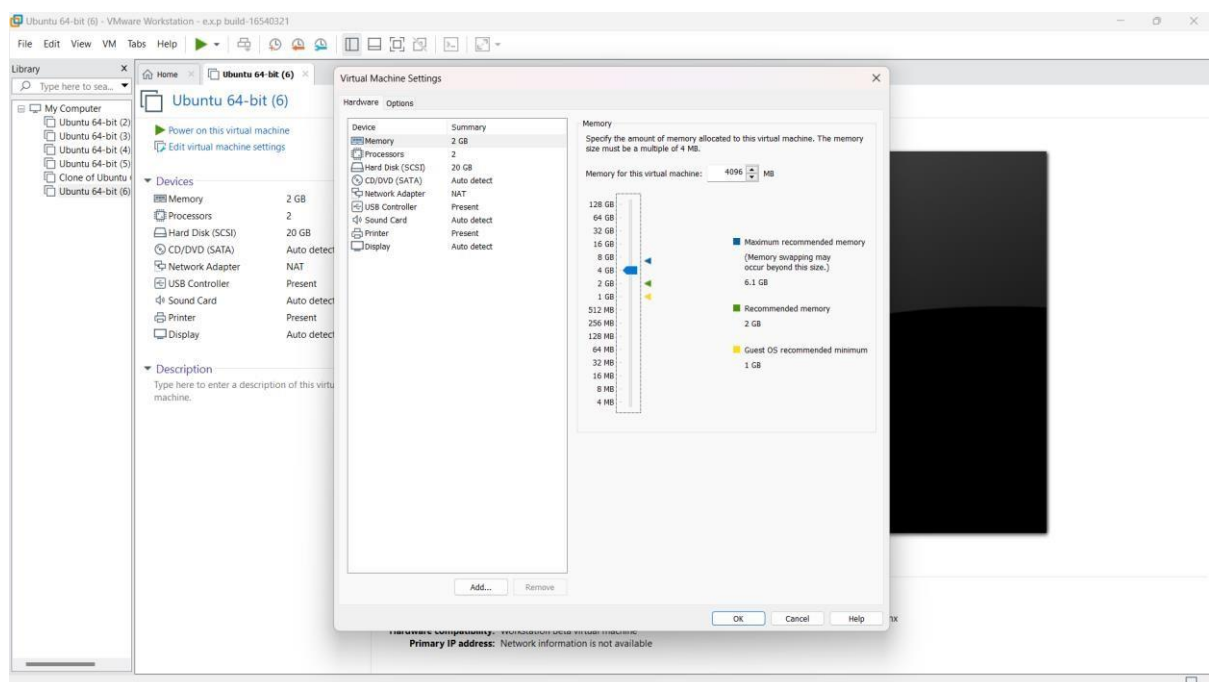 Ubuntu 64-bit (6) - VMware Workstation - e.x.p build-16540321
File Edit View VM Tabs Help
Library X
Type here to sea...
My Computer
Ubuntu 64-bit (2)
Ubuntu 64-bit (3)
Ubuntu 64-bit (4)
Ubuntu 64-bit (5)
Clone of Ubuntu
Ubuntu 64-bit (6)
Home Ubuntu 64-bit (6)
Ubuntu 64-bit (6)
Power on this virtual machine
Edit virtual machine settings
Devices
Memory 2 GB
Processors 2
Hard Disk (SCSI) 20 GB
CD/DVD (SATA) Auto detect
Network Adapter NAT
USB Controller Present
Sound Card Auto detect
Printer Present
Display Auto detect
Description
Type here to enter a description of this virtu
machine.
Virtual Machine Settings
Hardware Options
Device Summary
Memory 2 GB
Processors 2
Hard Disk (SCSI) 20 GB
CD/DVD (SATA) Auto detect
Network Adapter NAT
USB Controller Present
Sound Card Auto detect
Printer Present
Display Auto detect
Add... Remove
Memory
Specify the amount of memory allocated to this virtual machine. The memory
size must be a multiple of 4 MB.
Memory for this virtual machine: 4096 MB
128 GB
64 GB
32 GB
16 GB
8 GB
4 GB
2 GB
1 GB
512 MB
256 MB
128 MB
64 MB
32 MB
16 MB
8 MB
4 MB
Maximum recommended memory
(Memory swapping may
occur beyond this size.)
6.1 GB
Recommended memory
2 GB
Guest OS recommended minimum
1 GB
OK Cancel Help
nx
Hardware compatibility: Workstation Beta virtual machine
Primary IP address: Network information is not available